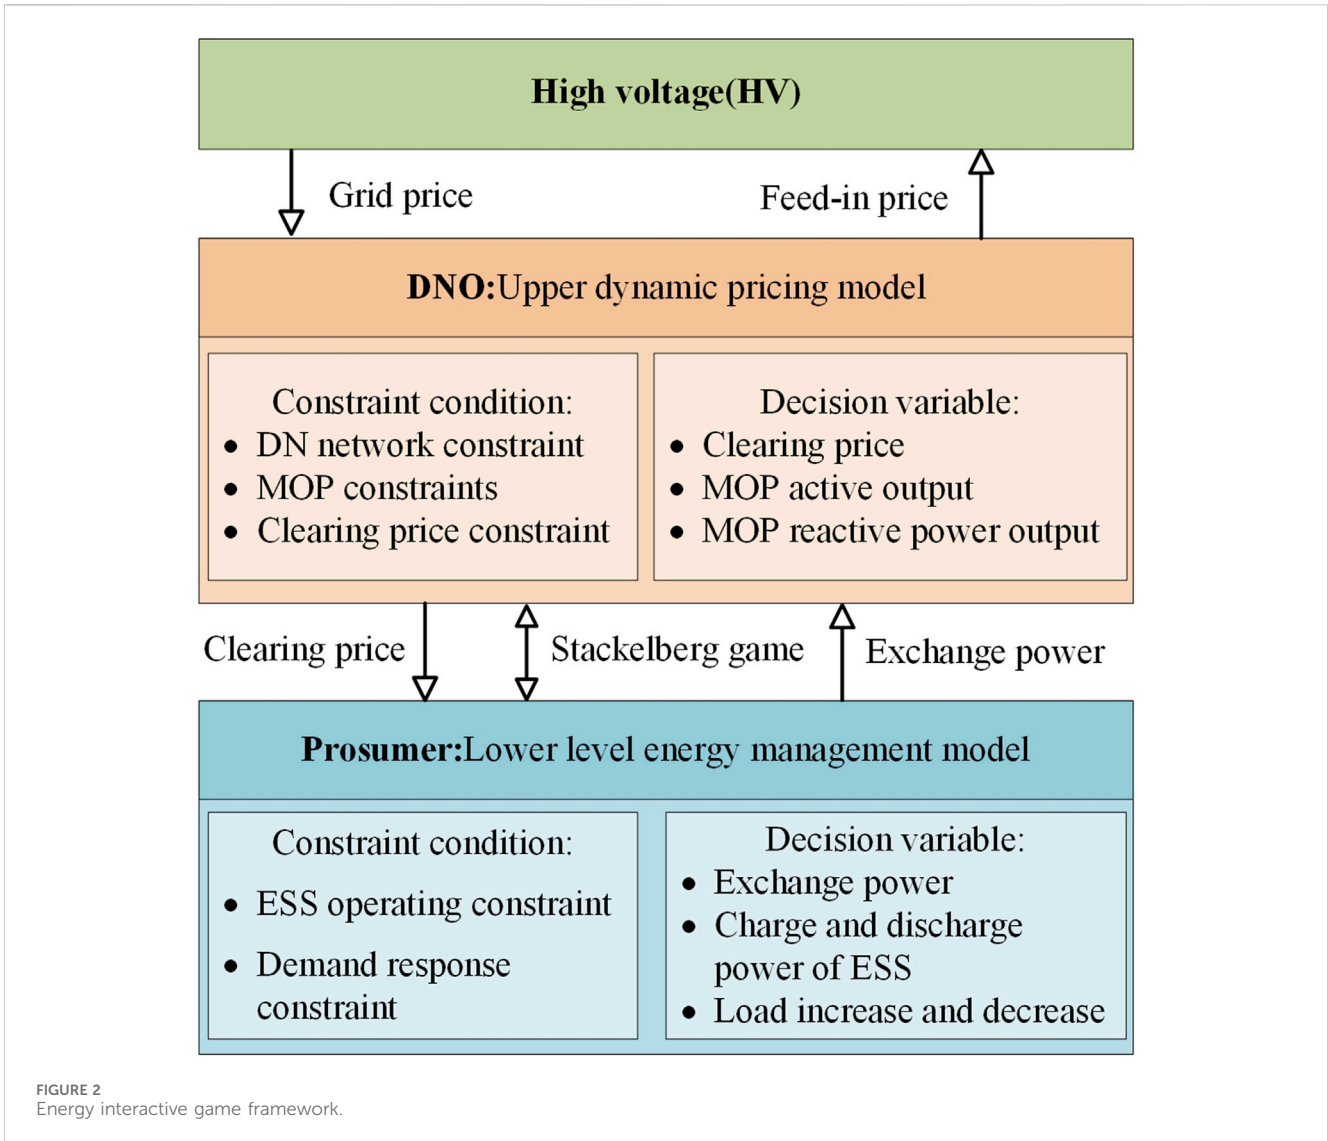 High voltage(HV)
Grid price
Feed-in price
DNO:Upper dynamic pricing model
Constraint condition:
• DN network constraint
• MOP constraints
• Clearing price constraint
Decision variable:
• Clearing price
• MOP active output
• MOP reactive power output
Clearing price
Stackelberg game
Exchange power
Prosumer:Lower level energy management model
Constraint condition:
• ESS operating constraint
• Demand response
constraint
Decision variable:
• Exchange power
• Charge and discharge
power of ESS
• Load increase and decrease
FIGURE 2
Energy interactive game framework.